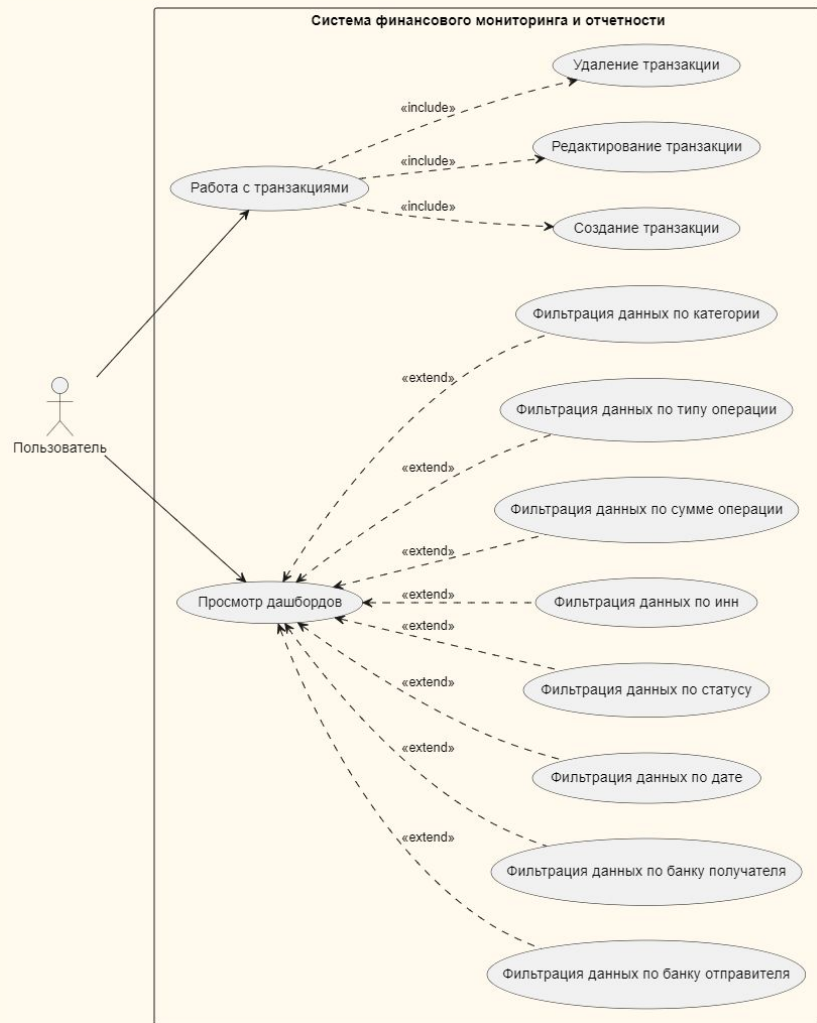 Система финансового мониторинга и отчетности
Удаление транзакции
«include»
Редактирование транзакции
«include»
Работа с транзакциями
«include»
Создание транзакции
Фильтрация данных по категории
«extend»
Фильтрация данных по типу операции
Пользователь
«extend»
Фильтрация данных по сумме операции
«extend»
Просмотр дашбордов
«extend»
Фильтрация данных по инн
«extend»
Фильтрация данных по статусу
«extend»
Фильтрация данных по дате
«extend»
Фильтрация данных по банку получателя
«extend»
Фильтрация данных по банку отправителя